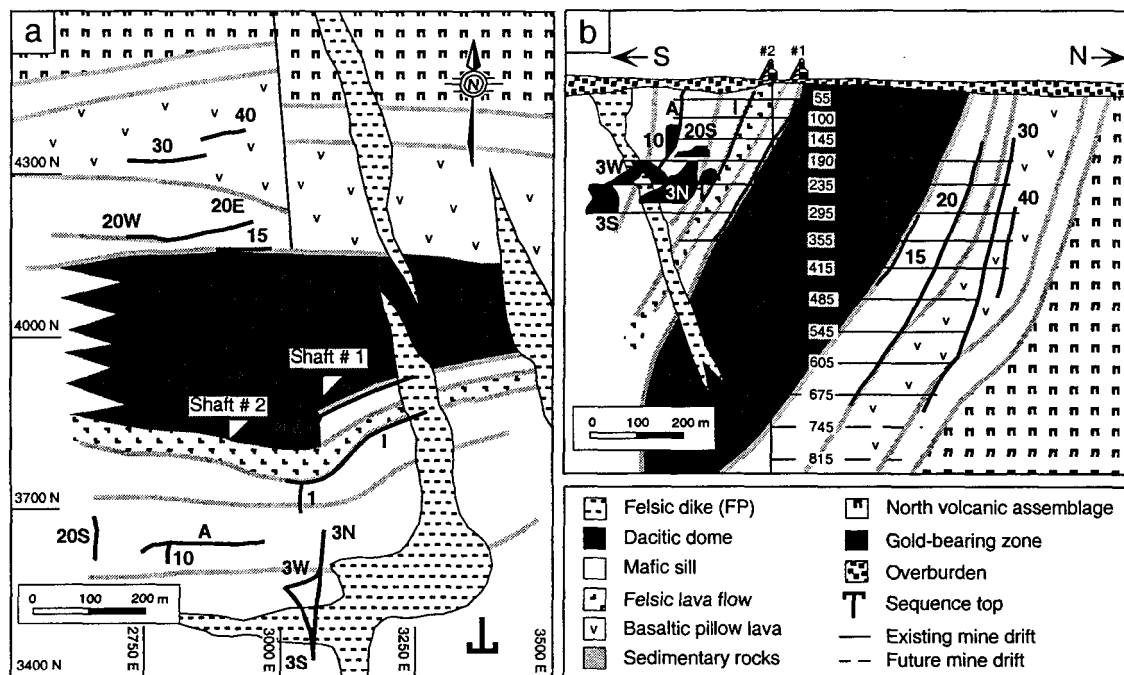 a
N
40
30
4300 N
20E
20W
15
4000 N
Shaft # 1
Shaft # 2
I
3700 N
1
20S
A
10
3N
3W
0 100 200 m
3S
3400 N
2750 E
3000 E
3250 E
3500 E
b
S
#2 #1
N
55
100
145
190
235
295
355
415
485
545
605
675
745
815
A
I
10
20S
3W
3N
1
3S
30
20
40
15
0 100 200 m
Felsic dike (FP)
Dacitic dome
Mafic sill
Felsic lava flow
Basaltic pillow lava
Sedimentary rocks
North volcanic assemblage
Gold-bearing zone
Overburden
Sequence top
Existing mine drift
Future mine drift